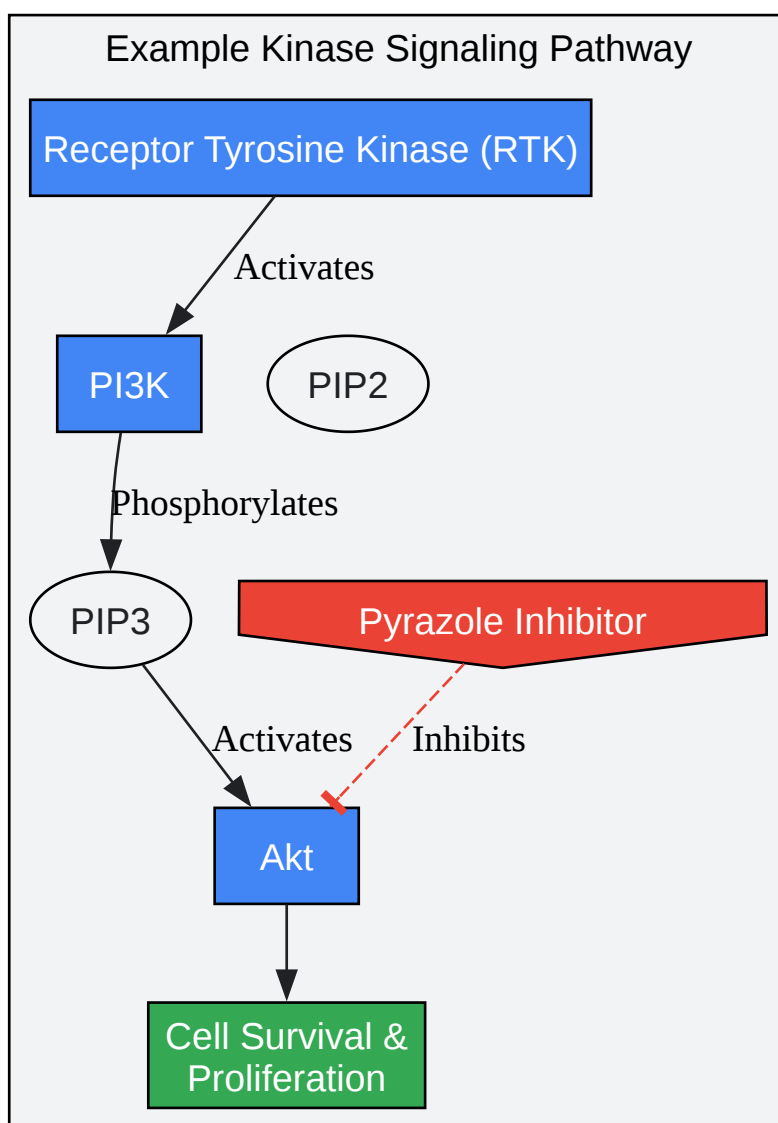 Example Kinase Signaling Pathway
Receptor Tyrosine Kinase (RTK)
Activates
PI3K
PIP2
Phosphorylates
PIP3
Pyrazole Inhibitor
Activates
Inhibits
Akt
Cell Survival &
Proliferation